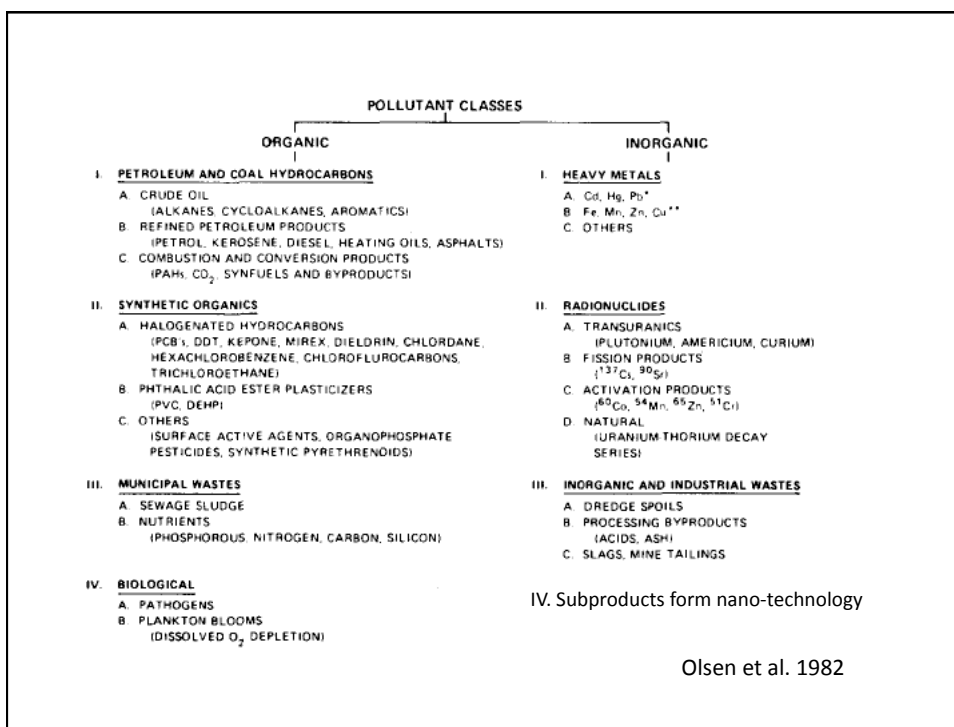 POLLUTANT CLASSES
ORGANIC
I. PETROLEUM AND COAL HYDROCARBONS
A. CRUDE OIL
(ALKANES, CYCLOALKANES, AROMATICS)
B. REFINED PETROLEUM PRODUCTS
(PETROL, KEROSENE, DIESEL, HEATING OILS, ASPHALTS)
C. COMBUSTION AND CONVERSION PRODUCTS
(PAHs, CO₂, SYNFUELS AND BYPRODUCTS)
II. SYNTHETIC ORGANICS
A. HALOGENATED HYDROCARBONS
(PCB's, DDT, KEPONE, MIREX, DIELDRIN, CHLORDANE,
HEXACHLOROBENZENE, CHLOROFLUROCARBONS,
TRICHLOROETHANE)
B. PHTHALIC ACID ESTER PLASTICIZERS
(PVC, DEHP)
C. OTHERS
(SURFACE ACTIVE AGENTS, ORGANOPHOSPHATE
PESTICIDES, SYNTHETIC PYRETHRENOIDS)
III. MUNICIPAL WASTES
A. SEWAGE SLUDGE
B. NUTRIENTS
(PHOSPHOROUS, NITROGEN, CARBON, SILICON)
IV. BIOLOGICAL
A. PATHOGENS
B. PLANKTON BLOOMS
(DISSOLVED O₂ DEPLETION)
INORGANIC
I. HEAVY METALS
A. Cd, Hg, Pb*
B. Fe, Mn, Zn, Cu**
C. OTHERS
II. RADIONUCLIDES
A. TRANSURANICS
(PLUTONIUM, AMERICIUM, CURIUM)
B. FISSION PRODUCTS
(¹³⁷Cs, ⁹⁰Sr)
C. ACTIVATION PRODUCTS
(⁶⁰Co, ⁵⁴Mn, ⁶⁵Zn, ⁵¹Cr)
D. NATURAL
(URANIUM-THORIUM DECAY
SERIES)
III. INORGANIC AND INDUSTRIAL WASTES
A. DREDGE SPOILS
B. PROCESSING BYPRODUCTS
(ACIDS, ASH)
C. SLAGS, MINE TAILINGS
IV. Subproducts form nano-technology
Olsen et al. 1982